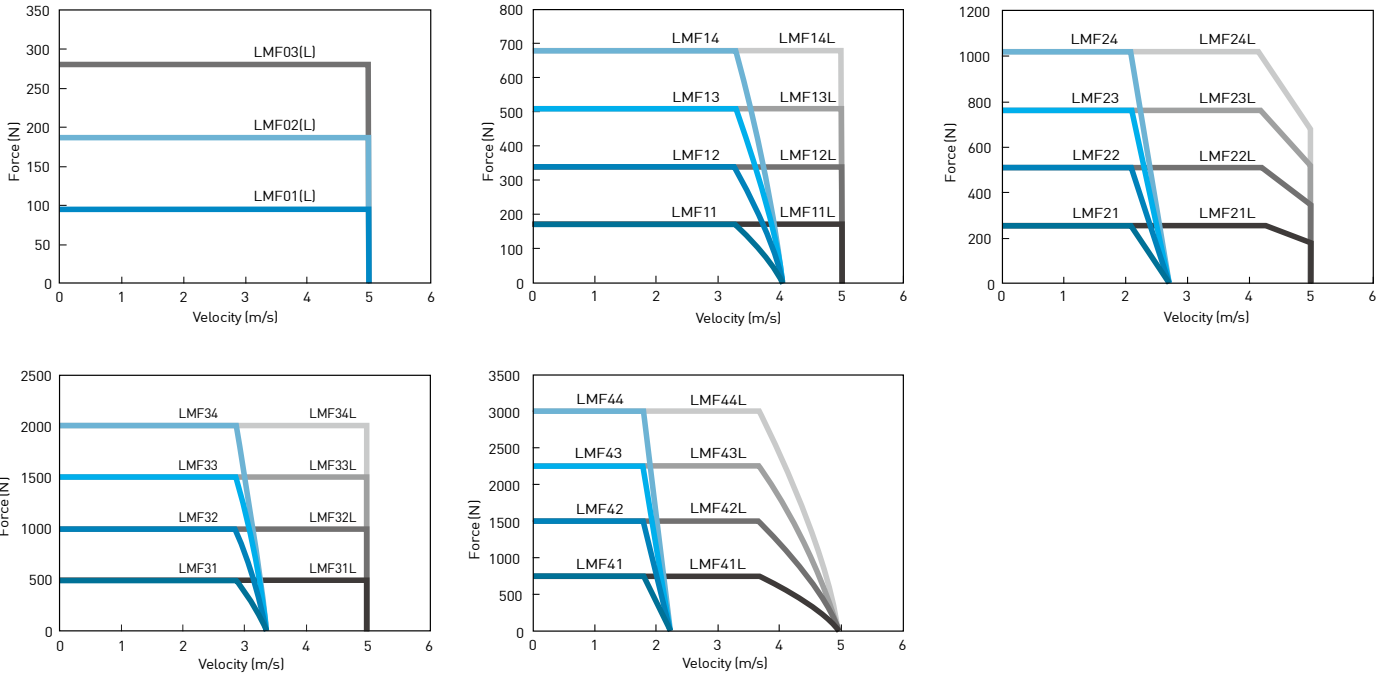 350
300
250
200
150
100
50
0
Force (N)
LMF03(L)
LMF02(L)
LMF01(L)
0 1 2 3 4 5 6
Velocity (m/s)
800
700
600
500
400
300
200
100
0
Force (N)
LMF14 LMF14L
LMF13 LMF13L
LMF12 LMF12L
LMF11 LMF11L
0 1 2 3 4 5 6
Velocity (m/s)
1200
1000
800
600
400
200
0
Force (N)
LMF24 LMF24L
LMF23 LMF23L
LMF22 LMF22L
LMF21 LMF21L
0 1 2 3 4 5 6
Velocity (m/s)
2500
2000
1500
1000
500
0
Force (N)
LMF34 LMF34L
LMF33 LMF33L
LMF32 LMF32L
LMF31 LMF31L
0 1 2 3 4 5 6
Velocity (m/s)
3500
3000
2500
2000
1500
1000
500
0
Force (N)
LMF44 LMF44L
LMF43 LMF43L
LMF42 LMF42L
LMF41 LMF41L
0 1 2 3 4 5 6
Velocity (m/s)